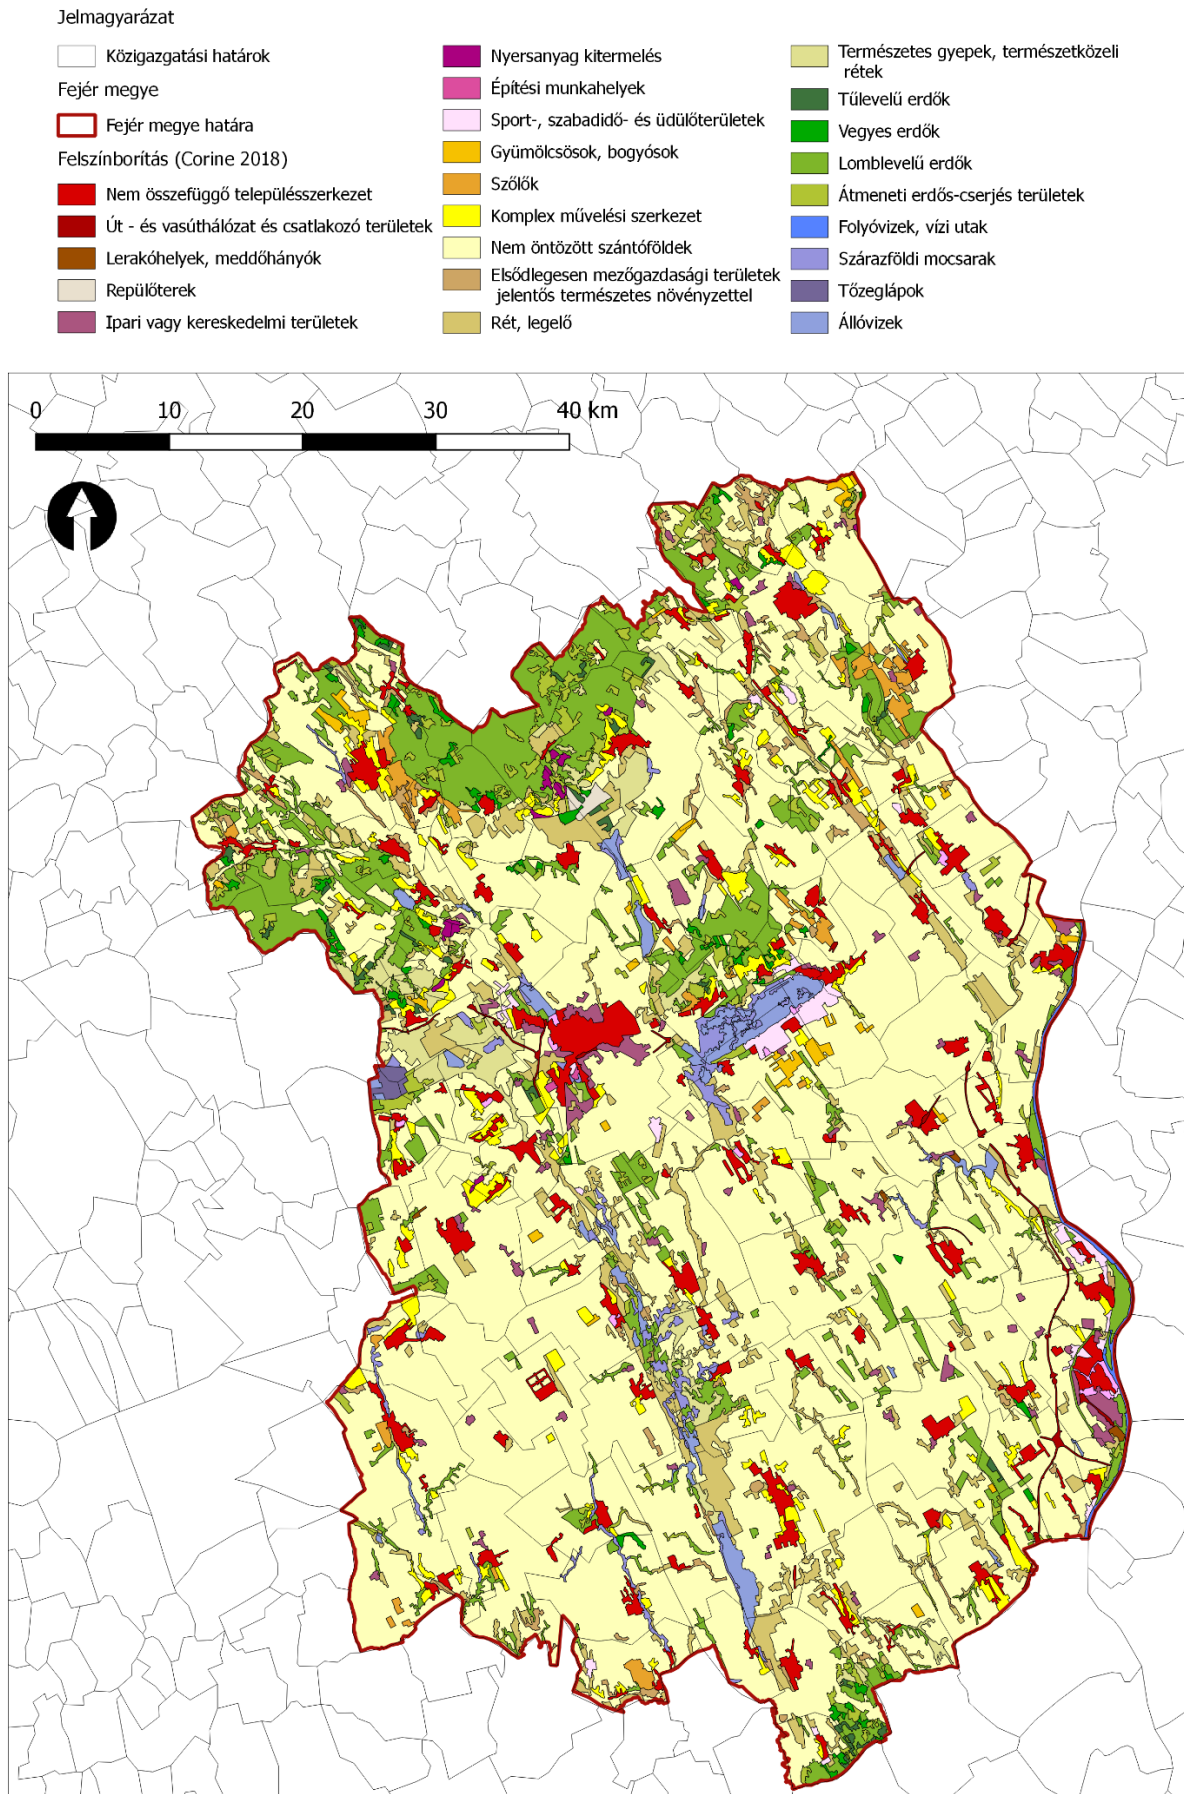 Jelmagyarázat
Közigazgatási határok
Fejér megye
Fejér megye határa
Felszínborítás (Corine 2018)
Nem összefüggő településszerkezet
Út - és vasúthálózat és csatlakozó területek
Lerakóhelyek, meddőhányók
Repülőterek
Ipari vagy kereskedelmi területek
Nyersanyag kitermelés
Építési munkahelyek
Sport-, szabadidő- és üdülőterületek
Gyümölcsösök, bogyósok
Szőlők
Komplex művelési szerkezet
Nem öntözött szántóföldek
Elsődlegesen mezőgazdasági területek
jelentős természetes növényzettel
Rét, legelő
Természetes gyepek, természetközeli
rétek
Tűlevelű erdők
Vegyes erdők
Lomblevelű erdők
Átmeneti erdős-cserjés területek
Folyóvizek, vízi utak
Szárazföldi mocsarak
Tőzeglápok
Állóvizek
0 10 20 30 40 km